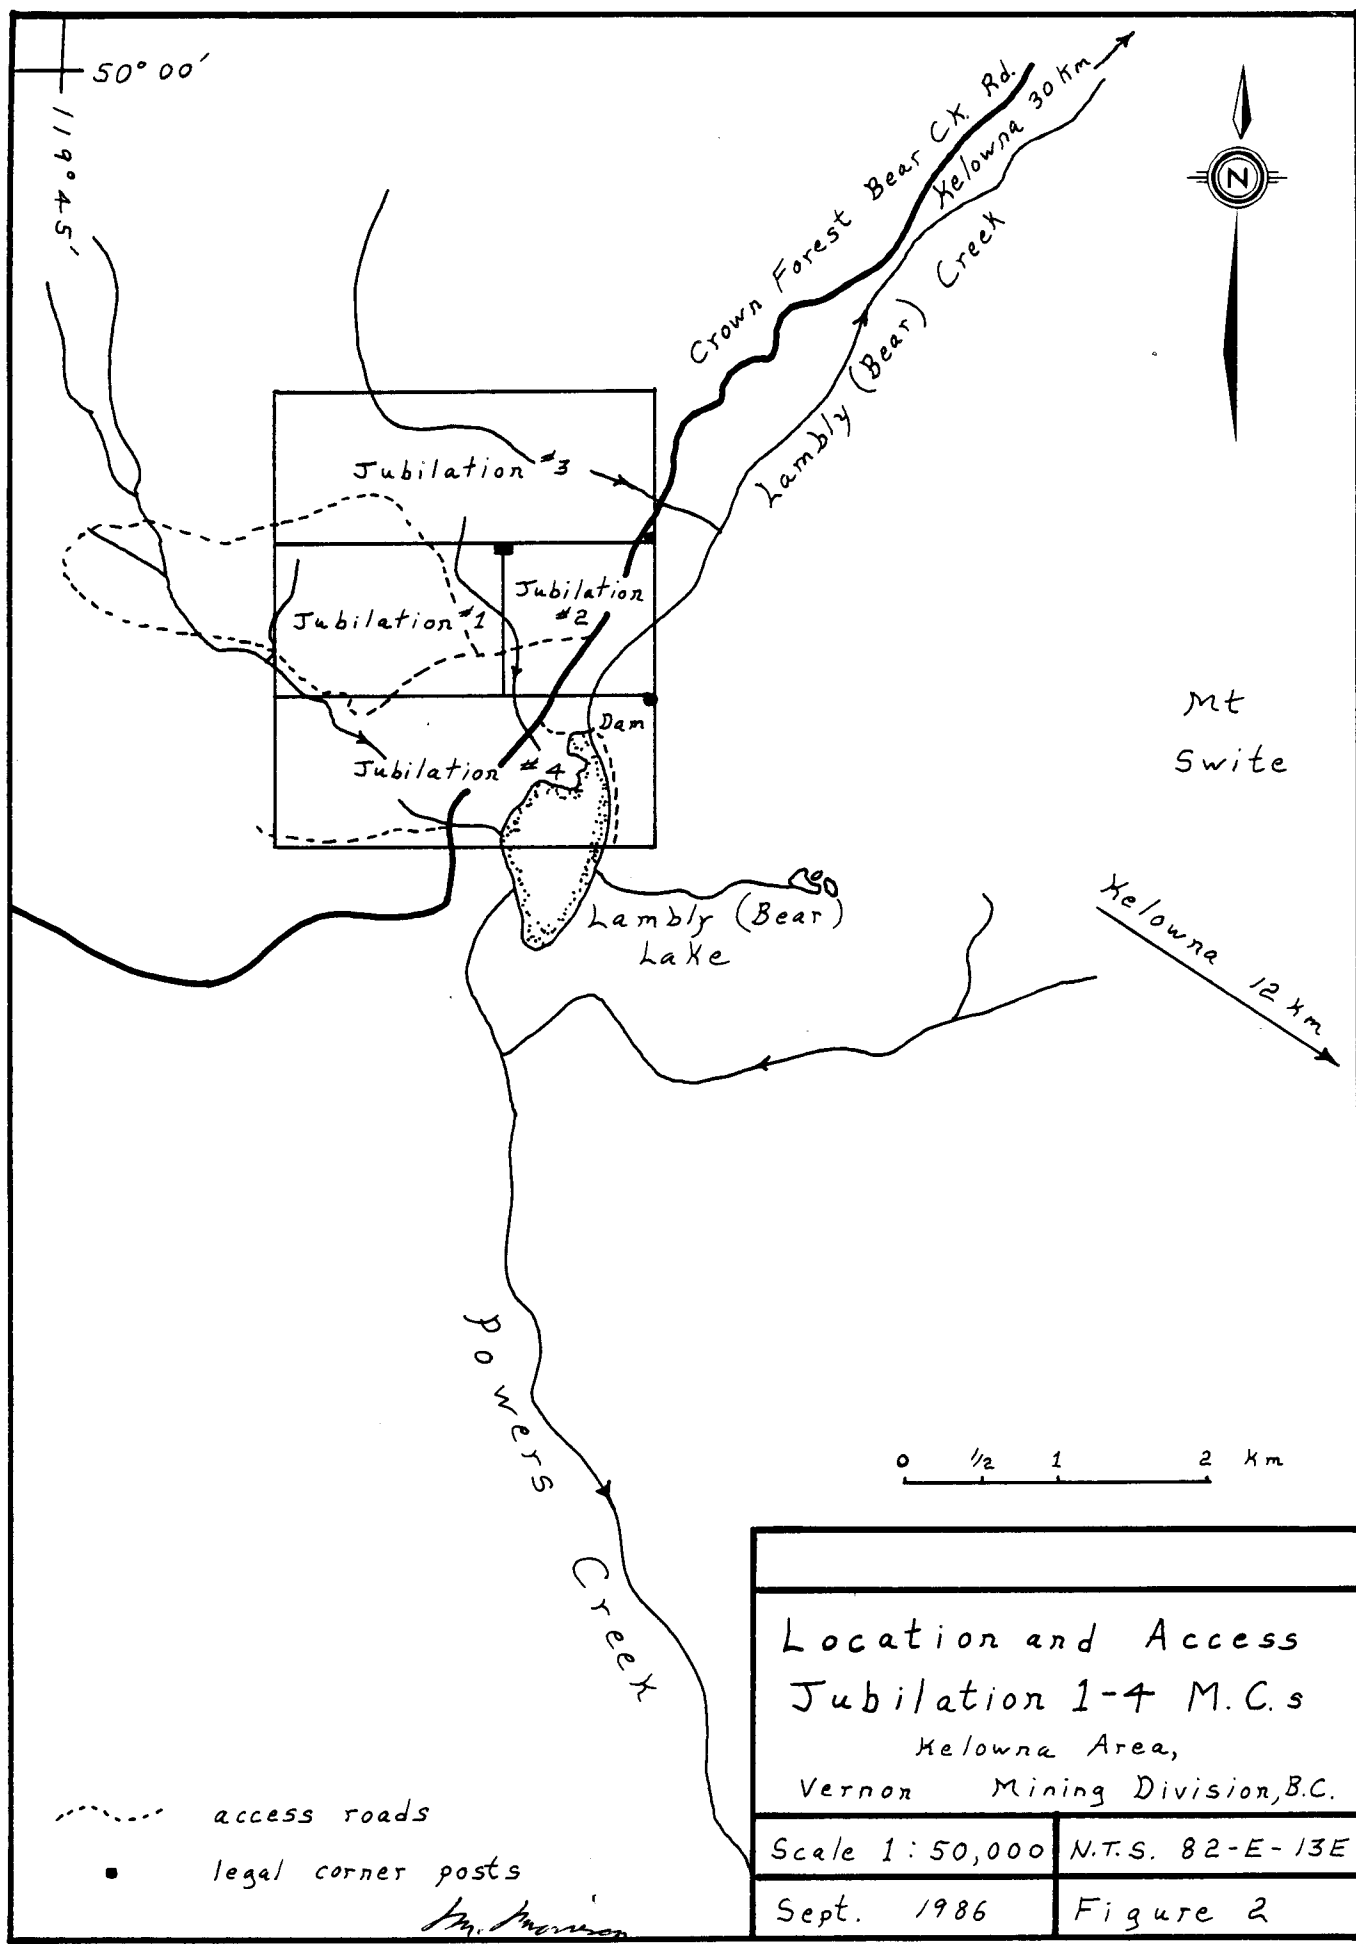 50° 00′
119° 45′
Crown Forest Bear CK. Rd.
Kelowna 30 Km
N
Lambly (Bear) Creek
Jubilation #3
Jubilation #1
Jubilation
#2
Dam
Jubilation #4
Mt
Swite
Lambly (Bear)
Lake
Kelowna 12 Km
Powers Creek
0 1/2 1 2 Km
Location and Access
Jubilation 1-4 M.C.s
Kelowna Area,
Vernon Mining Division, B.C.
Scale 1:50,000
N.T.S. 82-E-13E
Sept. 1986
Figure 2
access roads
legal corner posts
M. Morrison